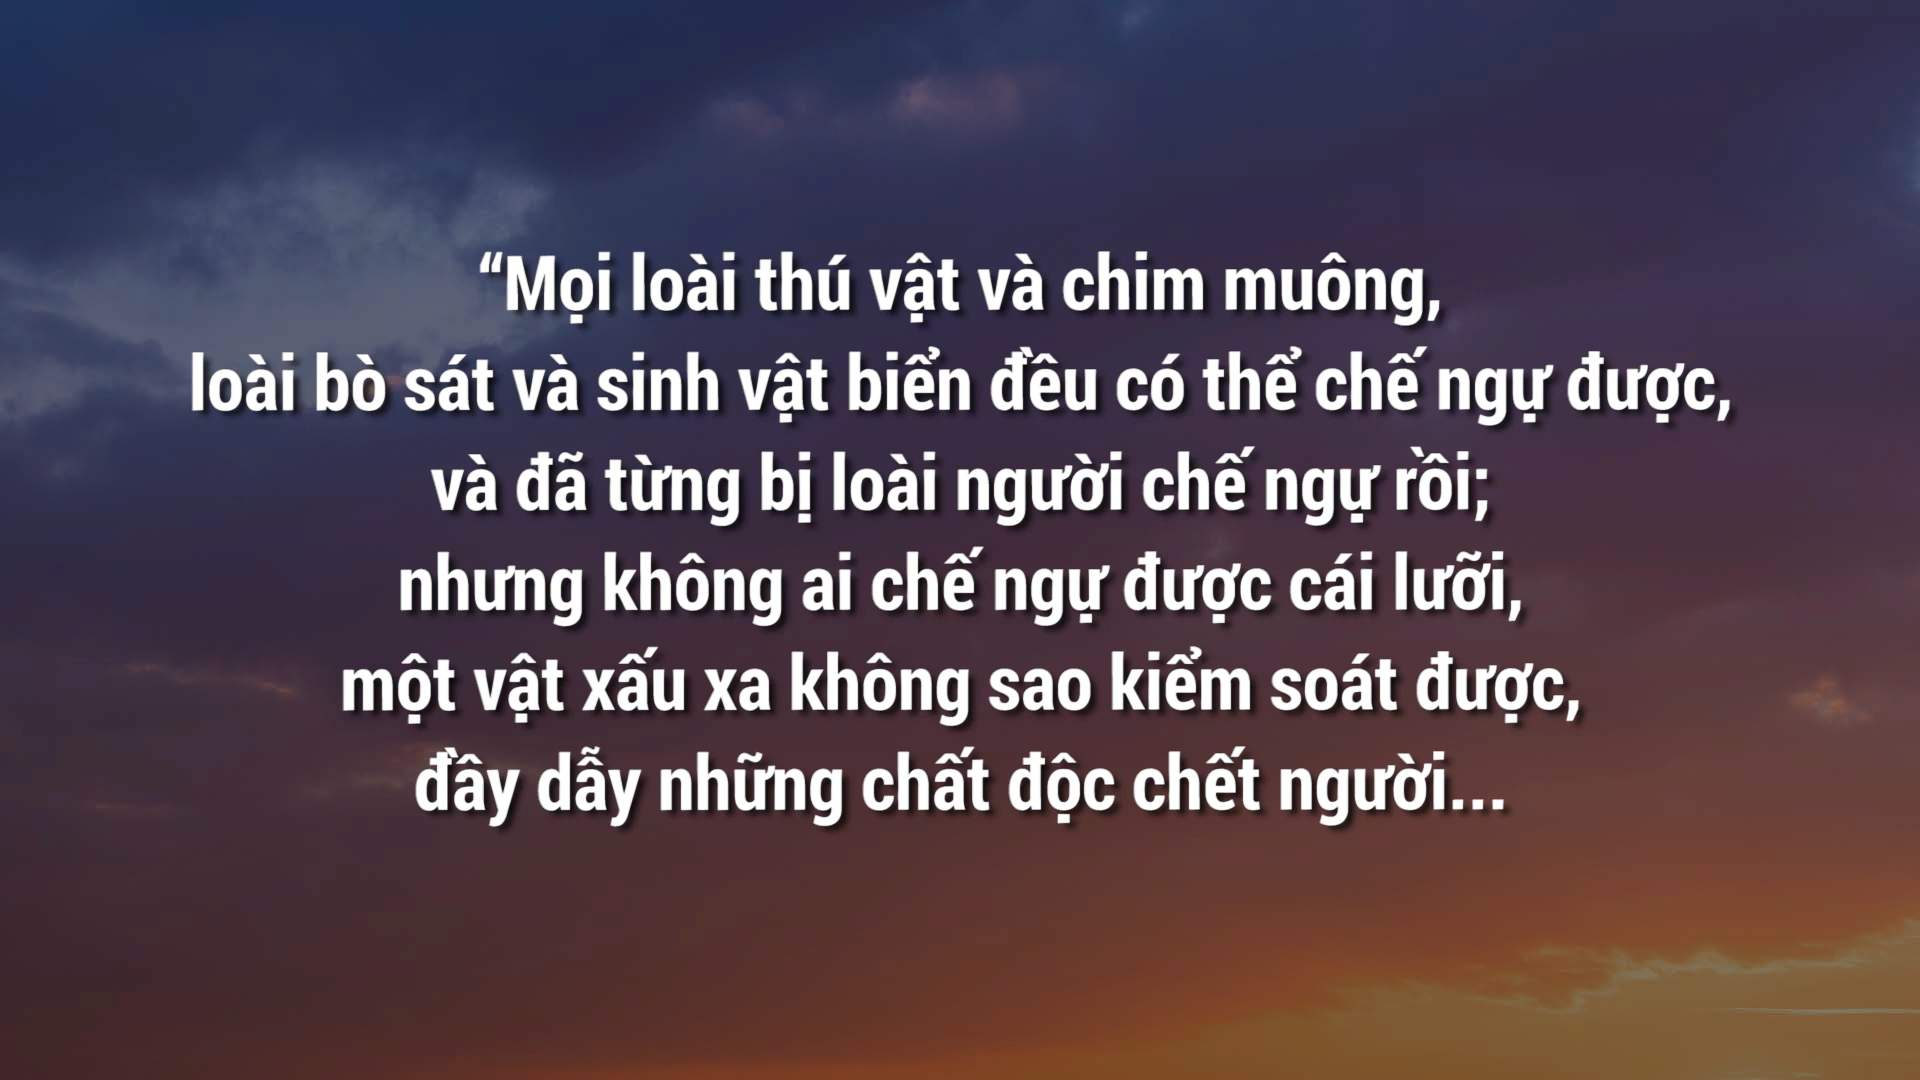 “Mọi loài thú vật và chim muông,
loài bò sát và sinh vật biển đều có thể chế ngự được,
và đã từng bị loài người chế ngự rồi;
nhưng không ai chế ngự được cái lưỡi,
một vật xấu xa không sao kiểm soát được,
đầy dẫy những chất độc chết người...